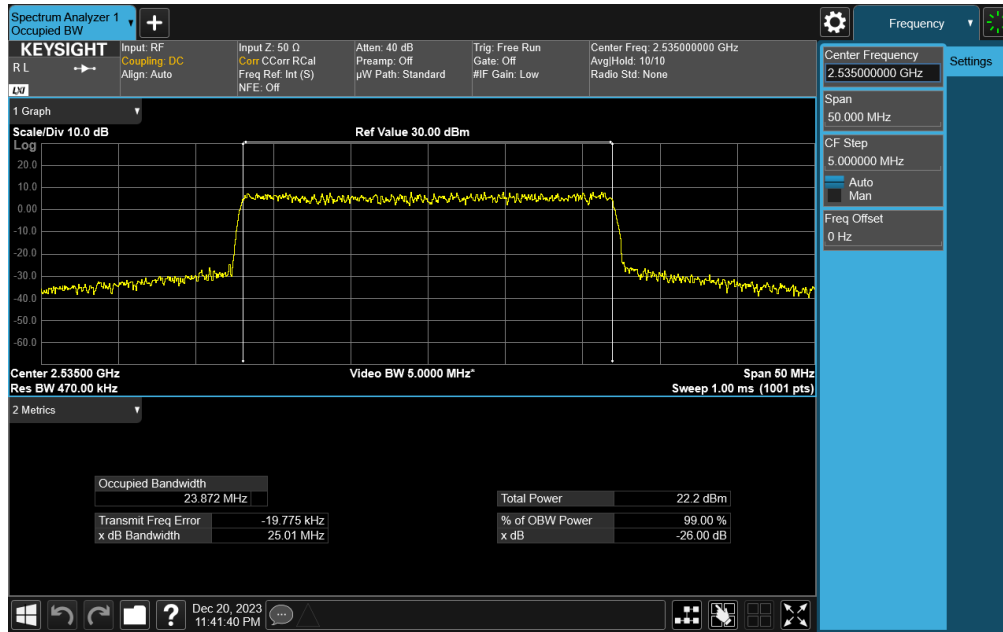 Spectrum Analyzer 1
Occupied BW
Frequency
KEYSIGHT
R L
LXI
Input: RF
Coupling: DC
Align: Auto
Input Z: 50 Ω
Corr CCorr RCal
Freq Ref: Int (S)
NFE: Off
Atten: 40 dB
Preamp: Off
µW Path: Standard
Trig: Free Run
Gate: Off
#IF Gain: Low
Center Freq: 2.535000000 GHz
Avg|Hold: 10/10
Radio Std: None
Center Frequency
2.535000000 GHz
Settings
Span
50.000 MHz
CF Step
5.000000 MHz
Auto
Man
Freq Offset
0 Hz
1 Graph
Scale/Div 10.0 dB
Ref Value 30.00 dBm
Log
20.0
10.0
0.00
-10.0
-20.0
-30.0
-40.0
-50.0
-60.0
Center 2.53500 GHz
Video BW 5.0000 MHz*
Span 50 MHz
Res BW 470.00 kHz
Sweep 1.00 ms (1001 pts)
2 Metrics
Occupied Bandwidth
23.872 MHz
Total Power 22.2 dBm
Transmit Freq Error -19.775 kHz
% of OBW Power 99.00 %
x dB Bandwidth 25.01 MHz
x dB -26.00 dB
Dec 20, 2023
11:41:40 PM